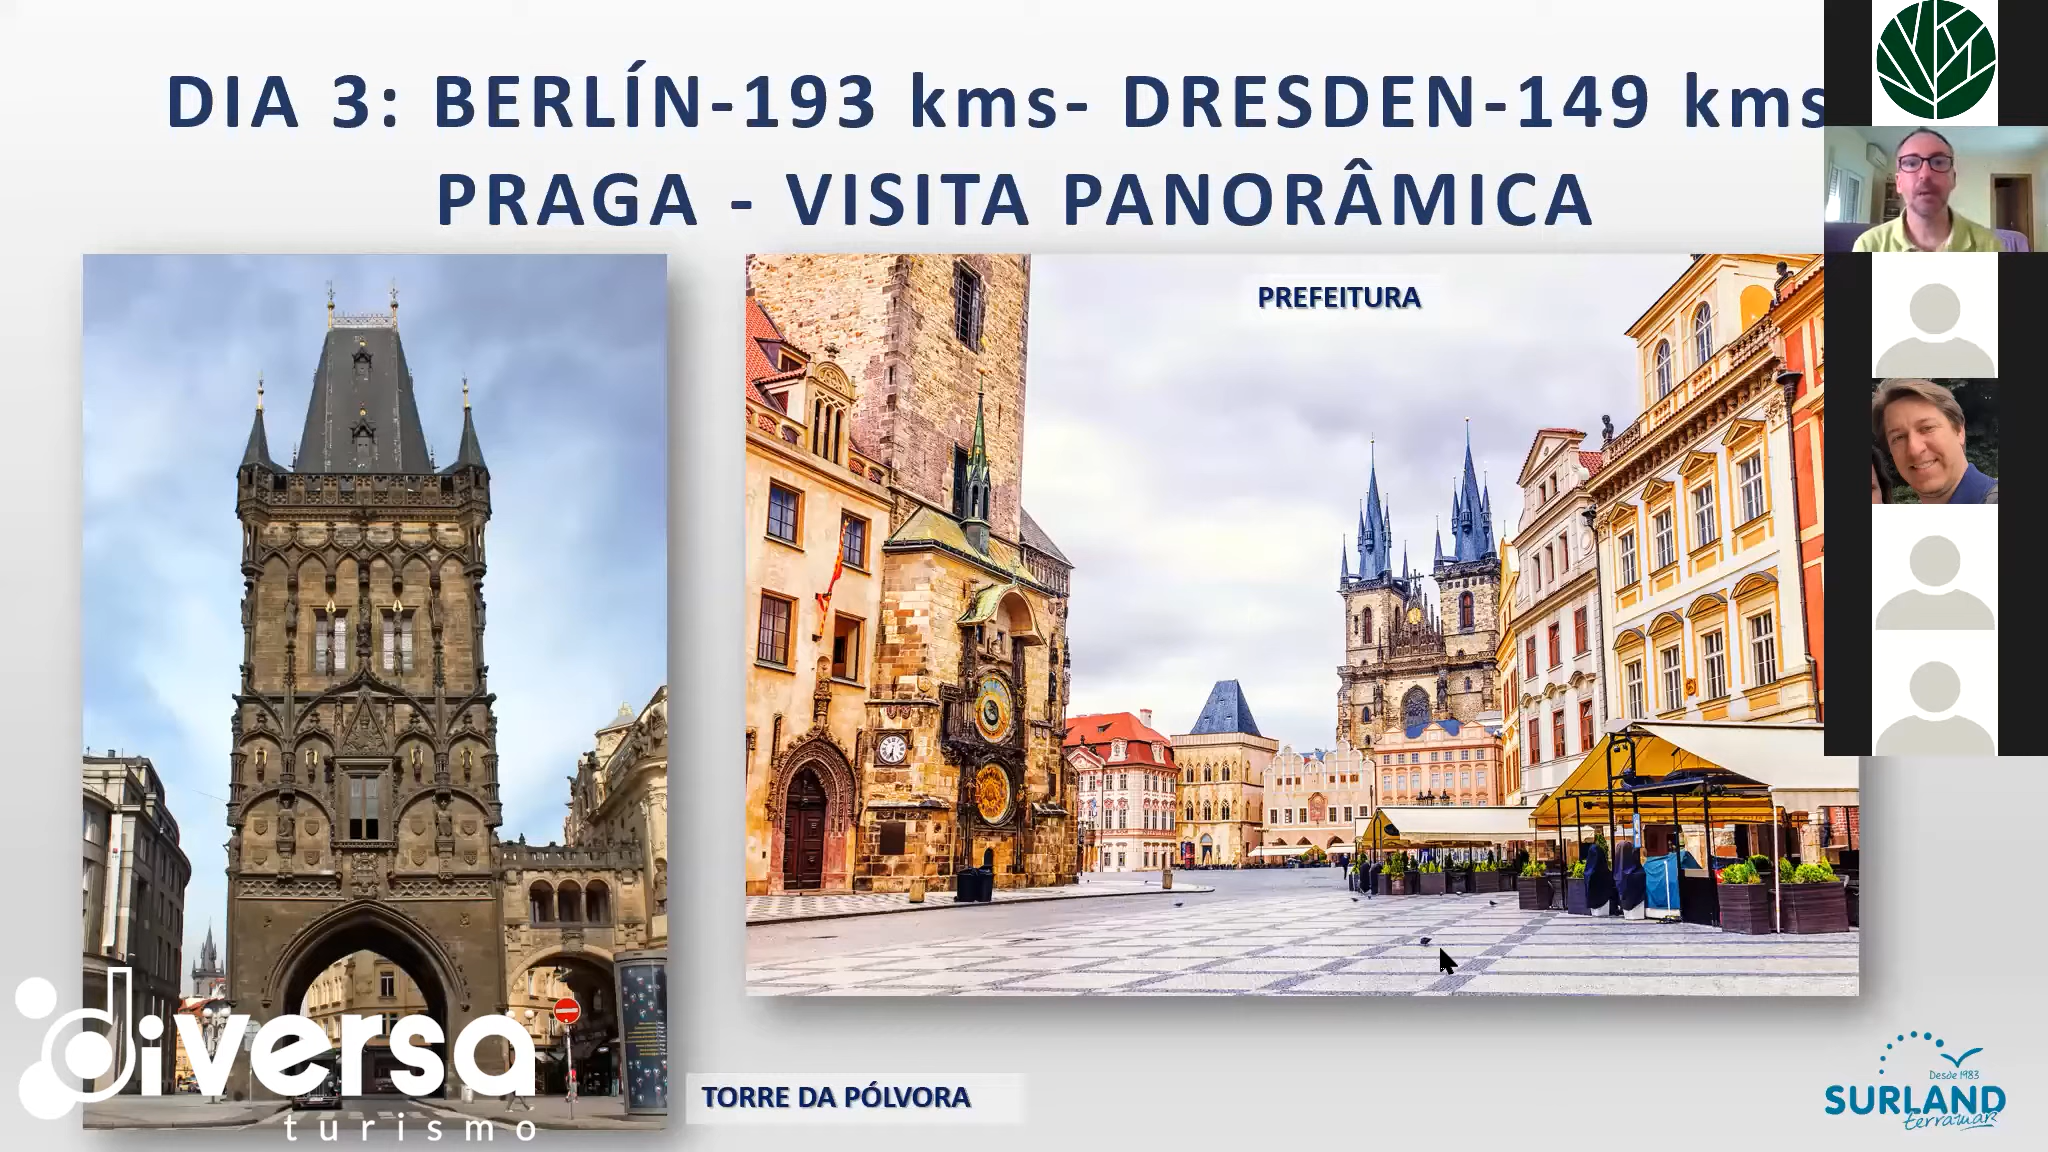 DIA 3: BERLÍN-193 kms- DRESDEN-149 kms
PRAGA - VISITA PANORÂMICA
PREFEITURA
TORRE DA PÓLVORA
diversa
turismo
Desde 1983
SURLAND
terramar